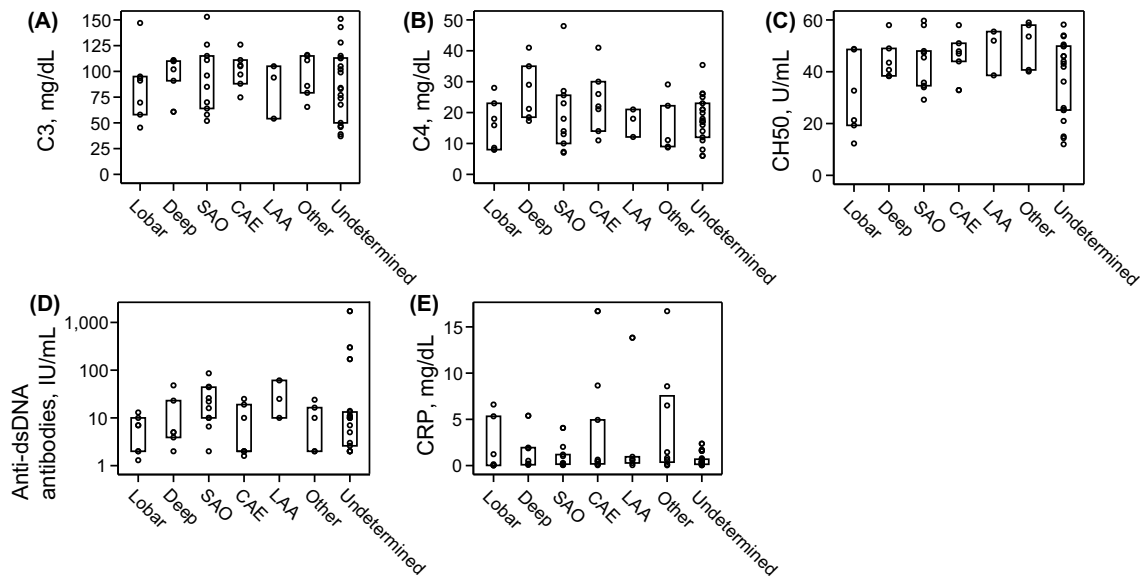 (A)
C3, mg/dL
150
125
100
75
50
25
0
Lobar
Deep
SAO
CAE
LAA
Other
Undetermined
(B)
C4, mg/dL
50
40
30
20
10
0
Lobar
Deep
SAO
CAE
LAA
Other
Undetermined
(C)
CH50, U/mL
60
40
20
0
Lobar
Deep
SAO
CAE
LAA
Other
Undetermined
(D)
Anti-dsDNA
antibodies, IU/mL
1,000
100
10
1
Lobar
Deep
SAO
CAE
LAA
Other
Undetermined
(E)
CRP, mg/dL
15
10
5
0
Lobar
Deep
SAO
CAE
LAA
Other
Undetermined